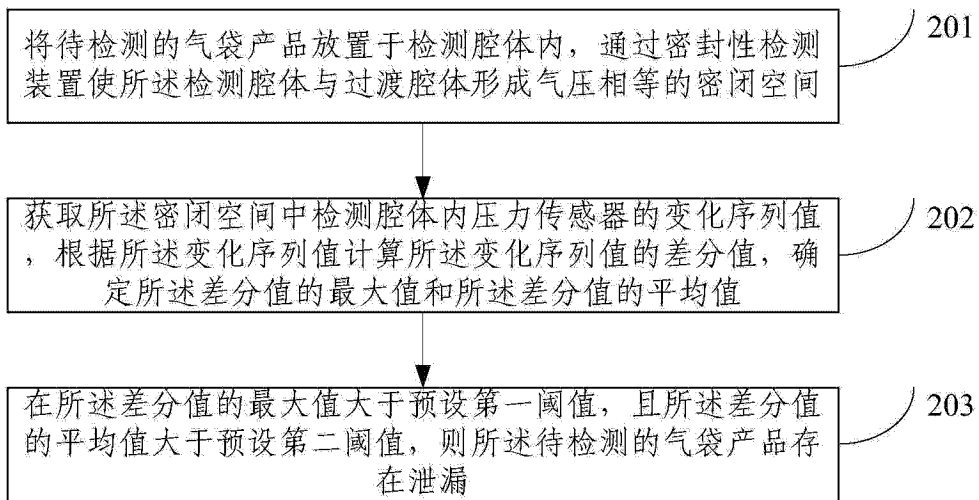 将待检测的气袋产品放置于检测腔体内，通过密封性检测
装置使所述检测腔体与过渡腔体形成气压相等的密闭空间
201
获取所述密闭空间中检测腔体内压力传感器的变化序列值
，根据所述变化序列值计算所述变化序列值的差分值，确
定所述差分值的最大值和所述差分值的平均值
202
在所述差分值的最大值大于预设第一阈值，且所述差分值
的平均值大于预设第二阈值，则所述待检测的气袋产品存
在泄漏
203